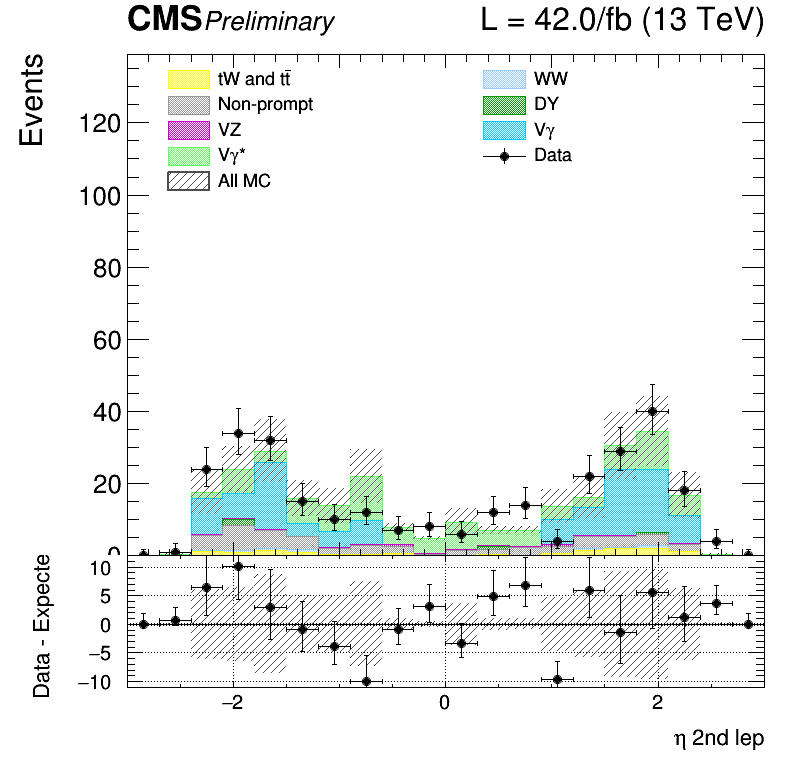 CMS Preliminary L = 42.0/fb (13 TeV)
Events
tW and tt̄
WW
Non-prompt
DY
VZ
Vγ
Vγ*
Data
All MC
120
100
80
60
40
20
0
Data - Expecte
10
5
0
−5
−10
−2 0 2
η 2nd lep